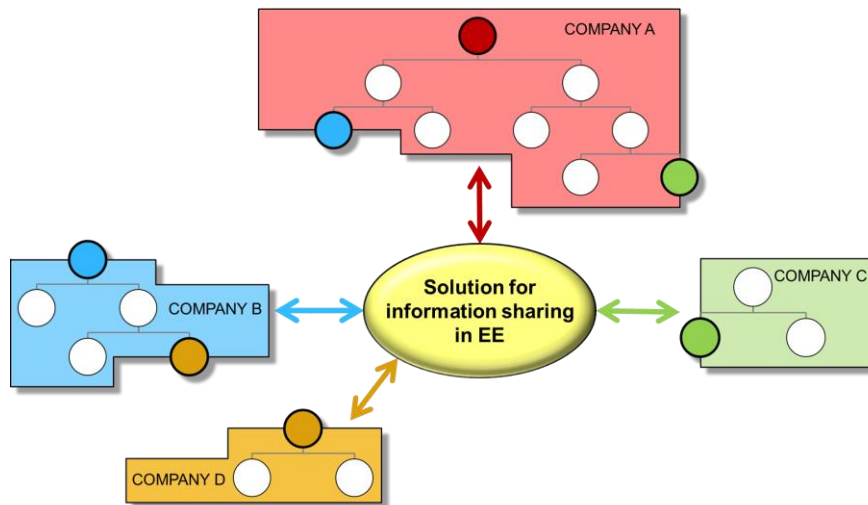 COMPANY A
Solution for
information sharing
in EE
COMPANY B
COMPANY C
COMPANY D